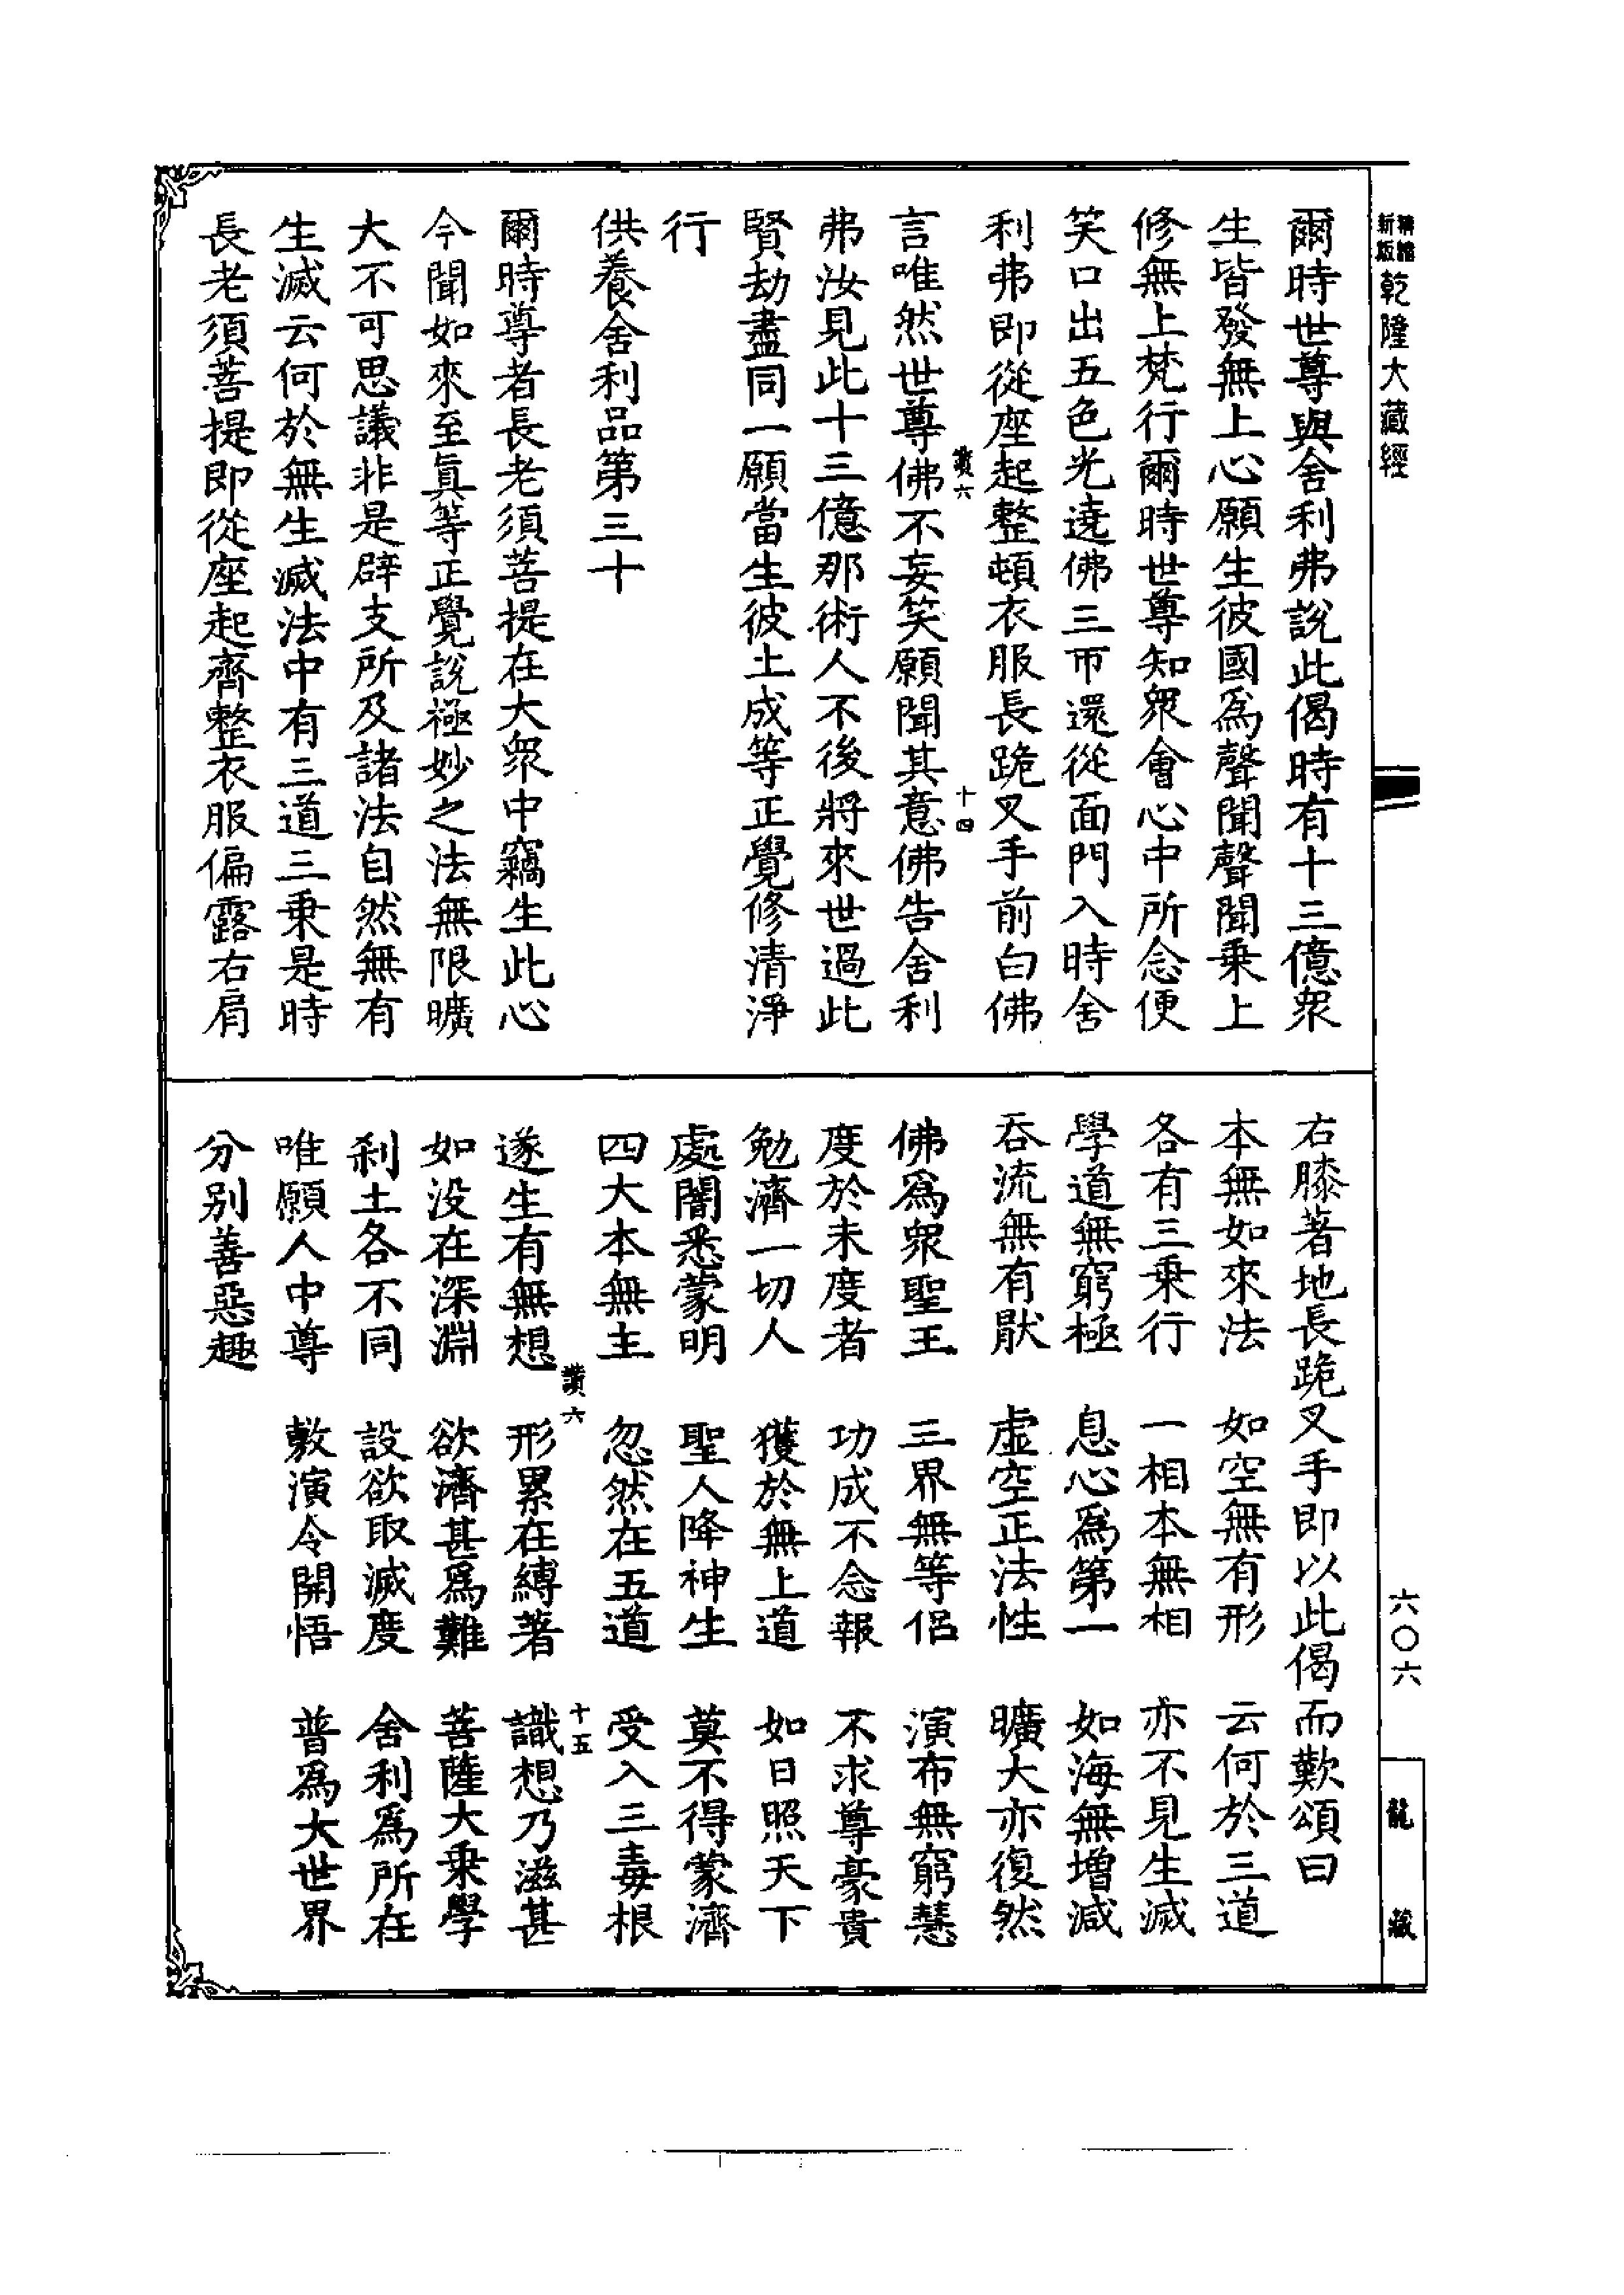 精雕
新版
乾隆大藏經
六〇六
龍藏
爾時世尊與舍利弗說此偈時有十三億衆
生皆發無上心願生彼國爲聲聞聲聞乗上
修無上梵行爾時世尊知衆會心中所念便
笑口出五色光遶佛三帀還從面門入時舍
利弗即從座起整頓衣服長跪叉手前白佛
讃六
十四
言唯然世尊佛不妄笑願聞其意佛告舍利
弗汝見此十三億那術人不後將來世過此
賢劫盡同一願當生彼土成等正覺修清淨
行
供養舍利品第三十
爾時尊者長老須菩提在大衆中竊生此心
今聞如來至眞等正覺說極妙之法無限曠
大不可思議非是辟支所及諸法自然無有
生滅云何於無生滅法中有三道三乗是時
長老須菩提即從座起齊整衣服偏露右肩
右膝著地長跪叉手即以此偈而歎頌曰
本無如來法　如空無有形　云何於三道
各有三乗行　一相本無相　亦不見生滅
學道無窮極　息心爲第一　如海無增減
吞流無有猒　虛空正法性　曠大亦復然
佛爲衆聖王　三界無等侶　演布無窮慧
度於未度者　功成不念報　不求尊豪貴
勉濟一切人　獲於無上道　如日照天下
處闇悉蒙明　聖人降神生　莫不得蒙濟
四大本無主　忽然在五道　受入三毒根
讃六
十五
遂生有無想　形累在縛著　識想乃滋甚
如没在深淵　欲濟甚爲難　菩薩大乗學
刹土各不同　設欲取滅度　舍利爲所在
唯願人中尊　敷演令開悟　普爲大世界
分别善惡趣